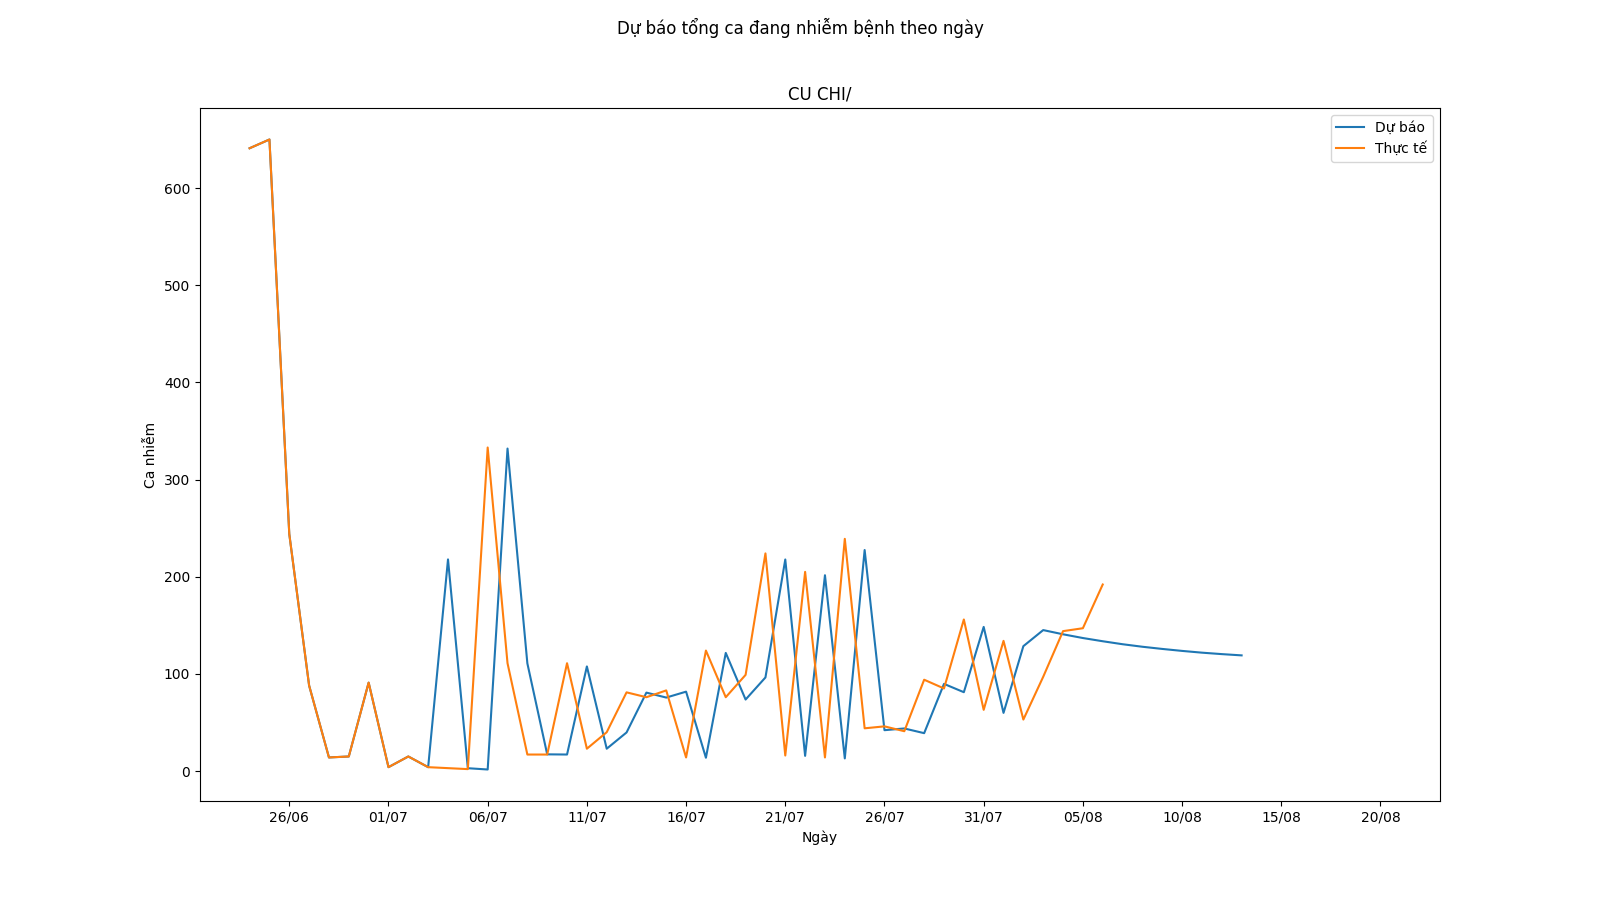 Dự báo tổng ca đang nhiễm bệnh theo ngày
CU CHI/
Dự báo
Thực tế
600
500
400
300
200
100
0
Ca nhiễm
26/06 01/07 06/07 11/07 16/07 21/07 26/07 31/07 05/08 10/08 15/08 20/08
Ngày